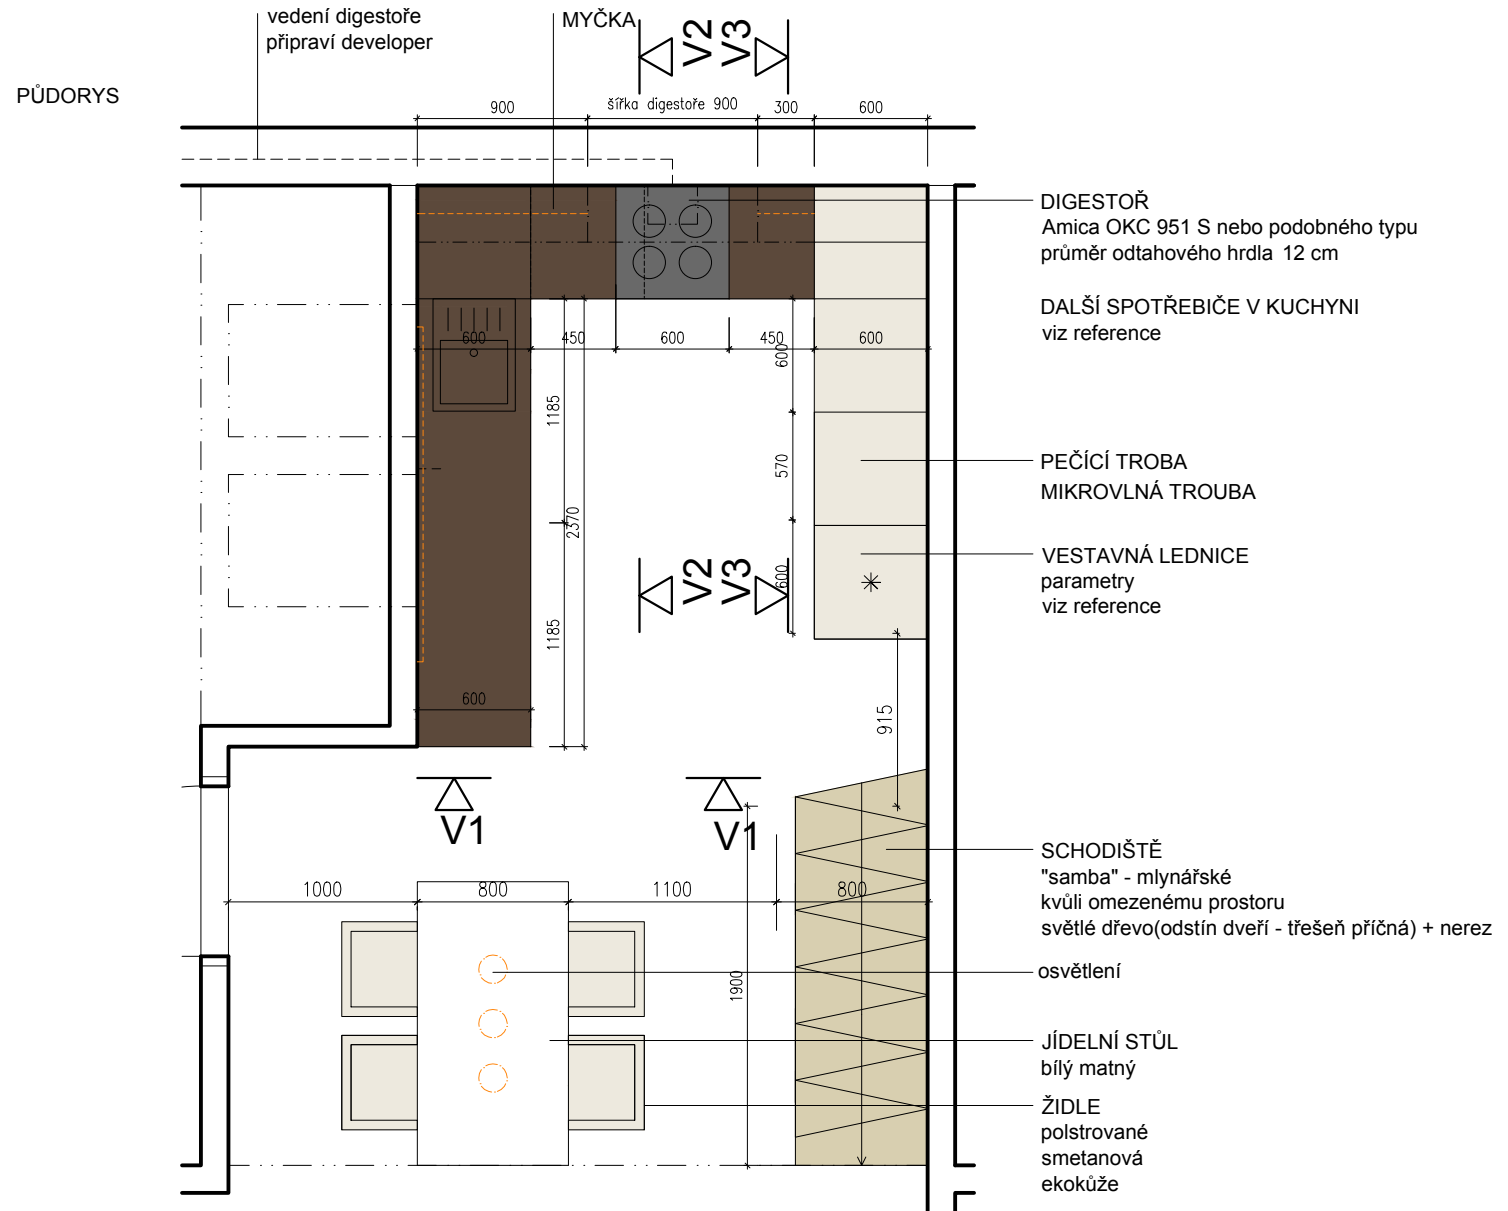 vedení digestoře
připraví developer
MYČKA
V2
V3
PŮDORYS
900
šířka digestoře 900
300
600
DIGESTOŘ
Amica OKC 951 S nebo podobného typu
průměr odtahového hrdla 12 cm
DALŠÍ SPOTŘEBIČE V KUCHYNI
viz reference
600
450
600
450
600
600
1185
570
2370
PEČÍCÍ TROBA
MIKROVLNÁ TROUBA
V2
V3
600
VESTAVNÁ LEDNICE
parametry
viz reference
1185
600
915
V1
V1
SCHODIŠTĚ
"samba" - mlynářské
kvůli omezenému prostoru
světlé dřevo(odstín dveří - třešeň příčná) + nerez
1000
800
1100
800
osvětlení
1900
JÍDELNÍ STŮL
bílý matný
ŽIDLE
polstrované
smetanová
ekokůže